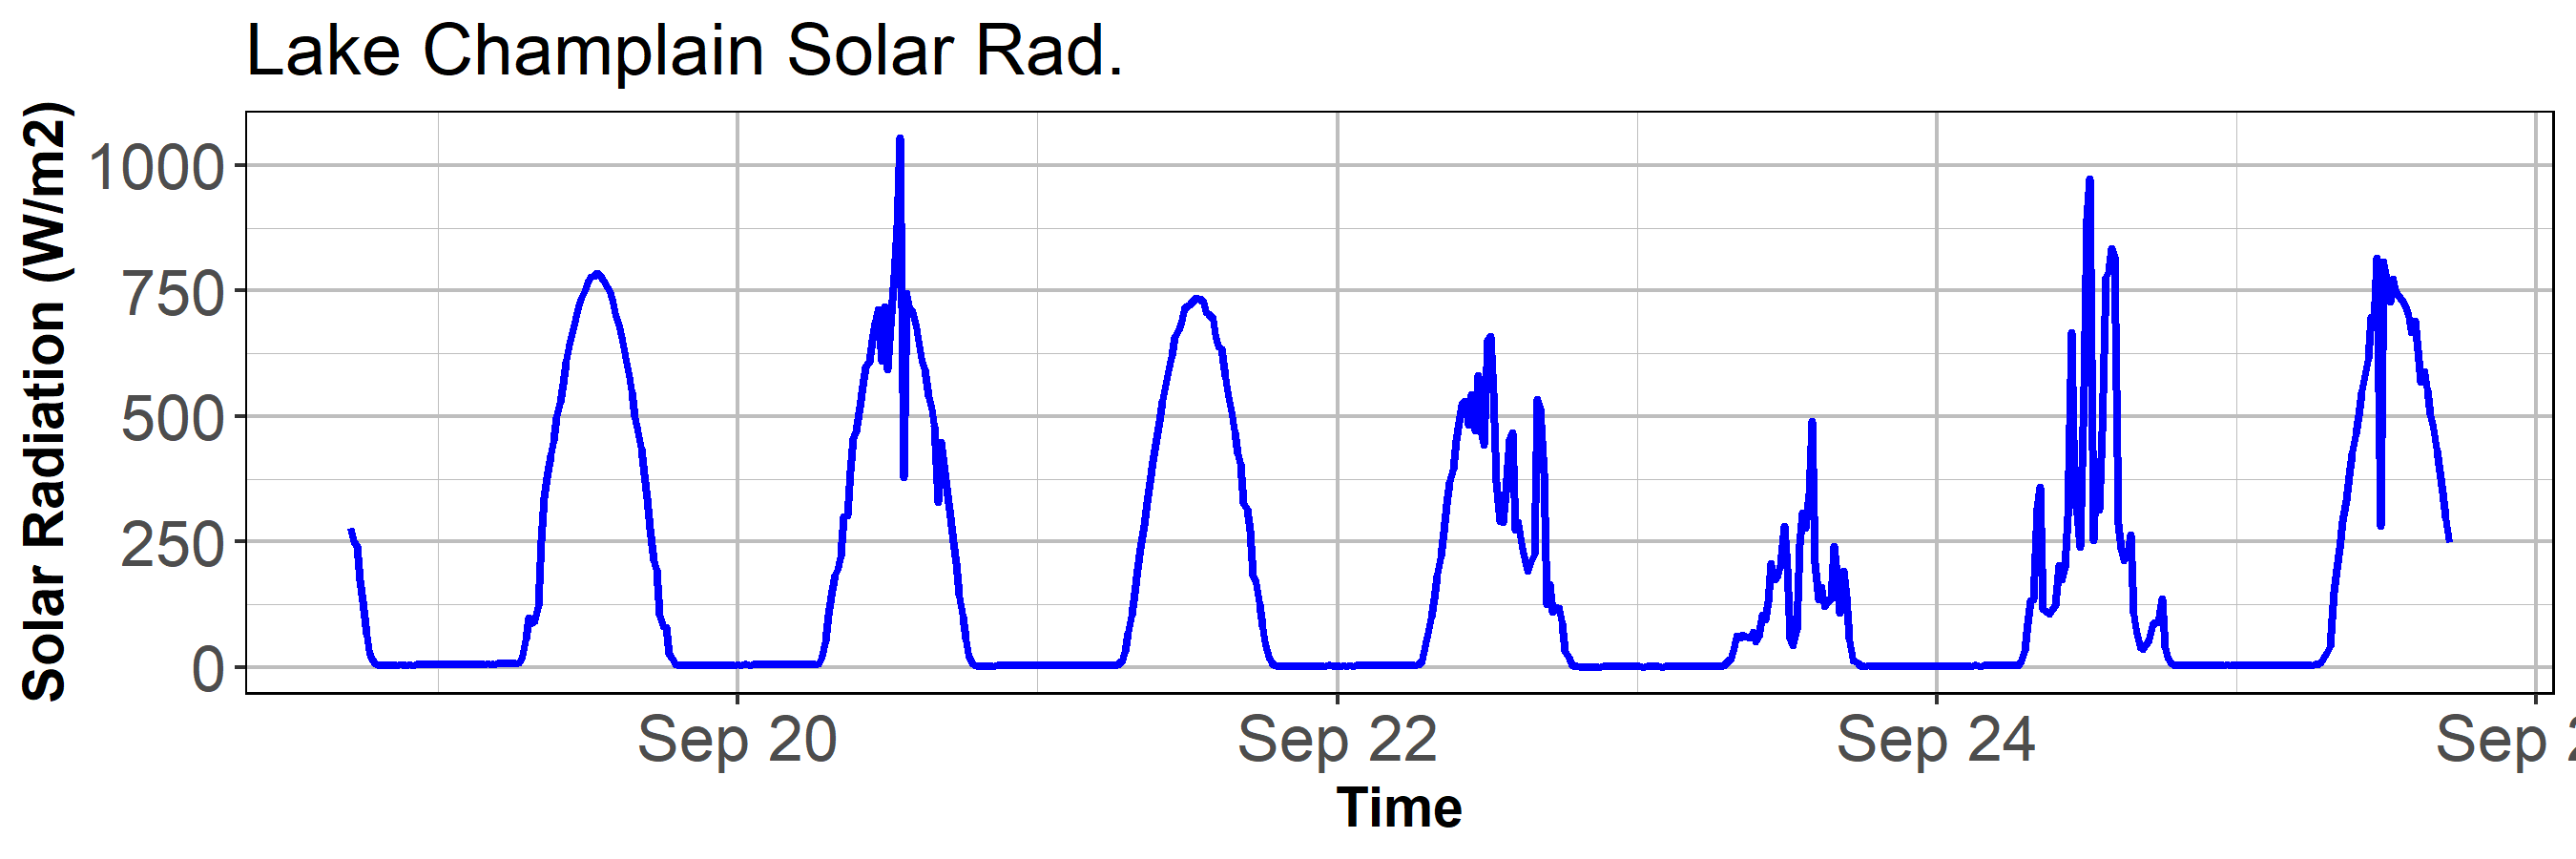 Lake Champlain Solar Rad.
Solar Radiation (W/m2)
1000
750
500
250
0
Sep 20 Sep 22 Sep 24 Sep
Time